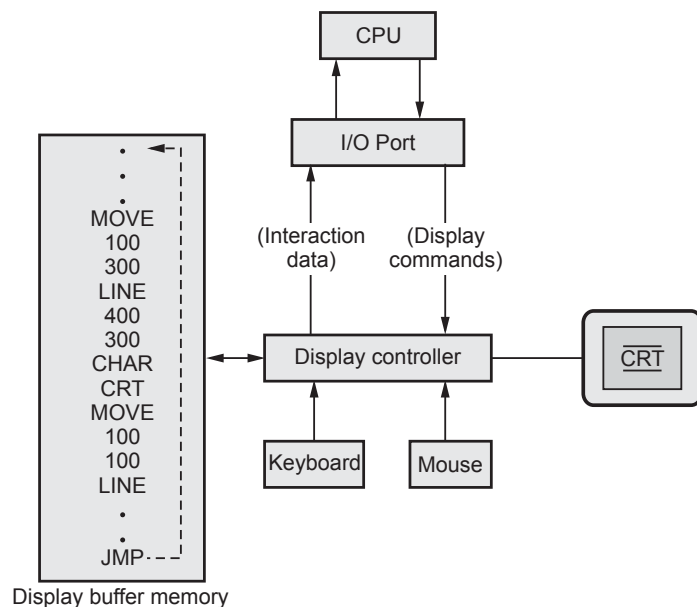 CPU
I/O Port
(Interaction
data)
(Display
commands)
MOVE
100
300
LINE
400
300
CHAR
CRT
MOVE
100
100
LINE
JMP
Display controller
CRT
Keyboard
Mouse
Display buffer memory